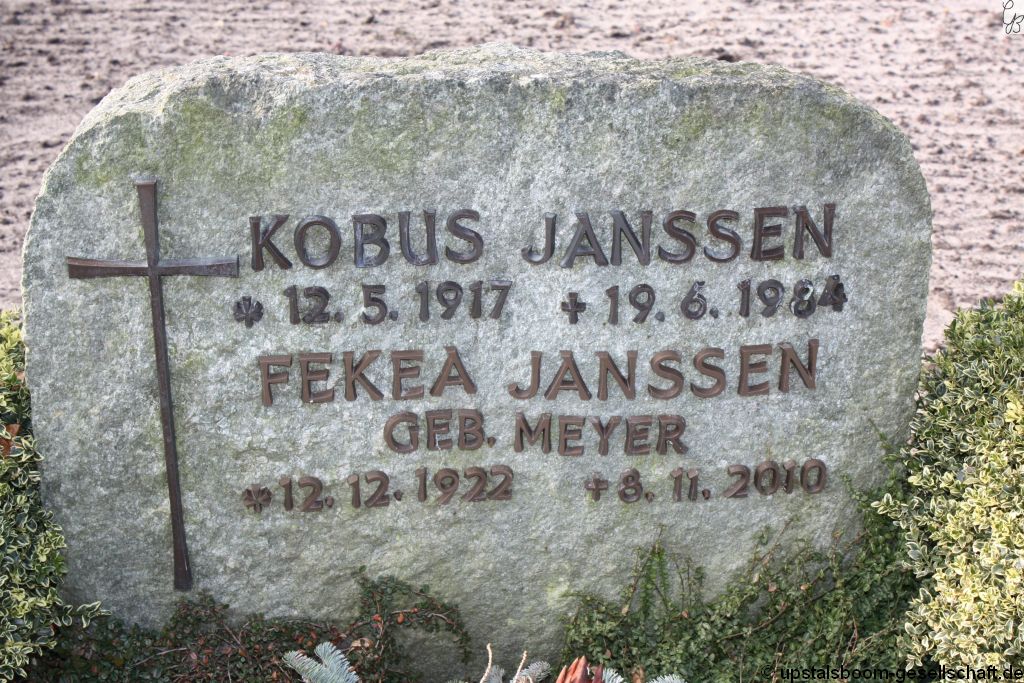 KOBUS JANSSEN
* 12.5.1917 † 19.6.1984
FEKEA JANSSEN
GEB. MEYER
* 12.12.1922 † 8.11.2010
© upstalsboom-gesellschaft.de